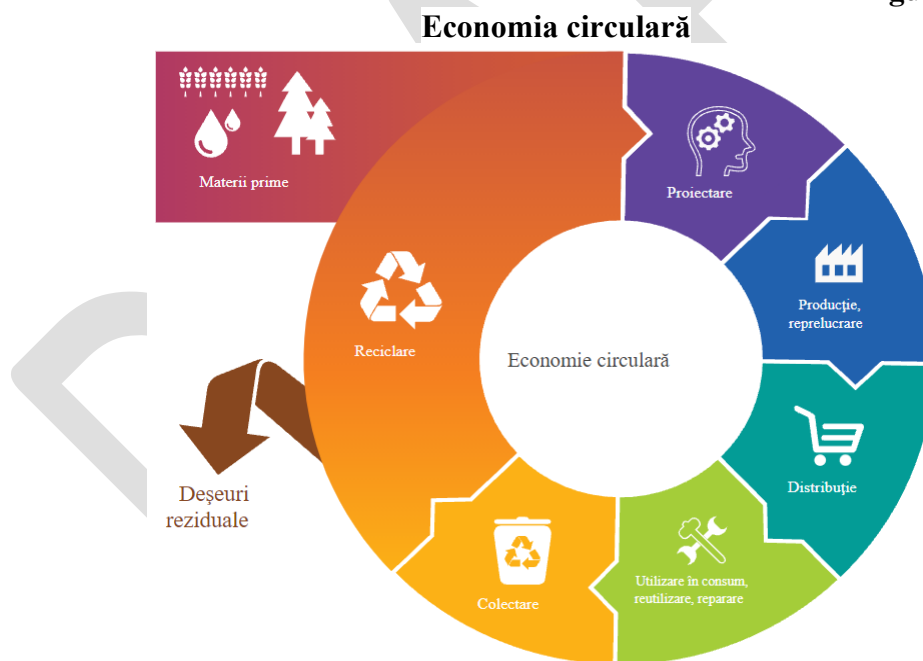 Economia circulară
Materii prime
Proiectare
Producție,
reprelucrare
Reciclare
Economie circulară
Distribuție
Deșeuri
reziduale
Utilizare în consum,
reutilizare, reparare
Colectare